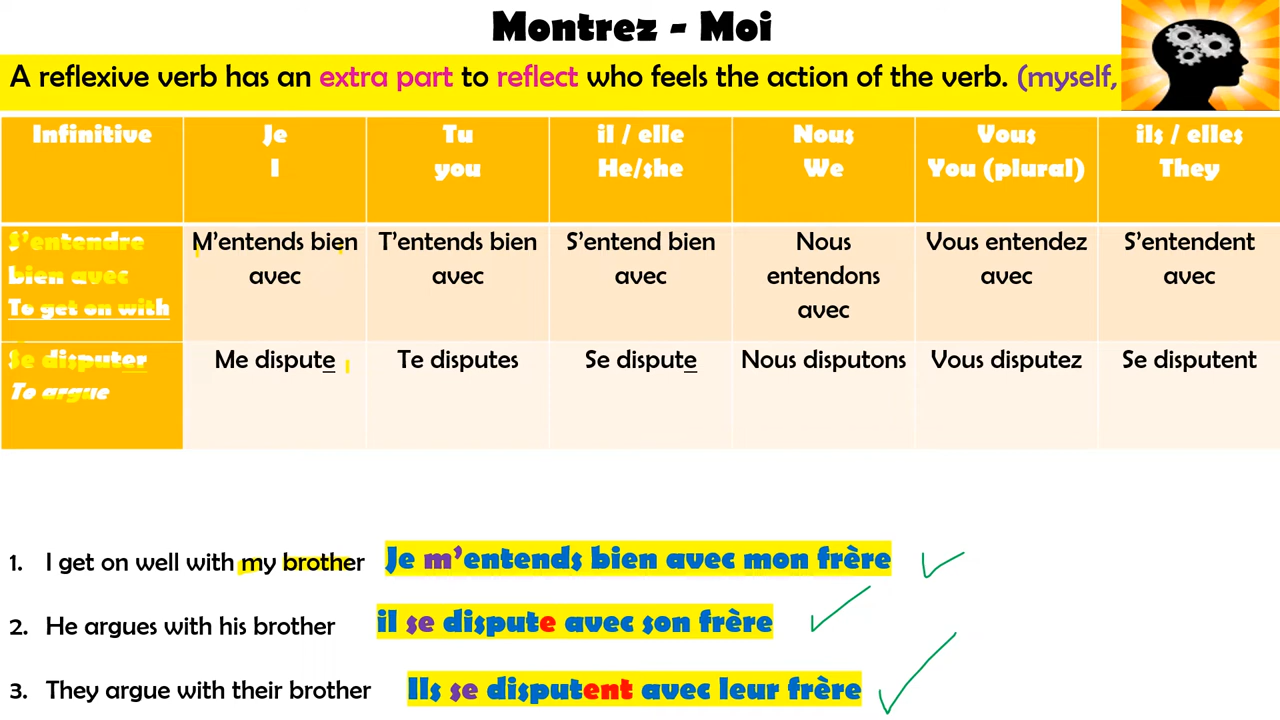 Montrez - Moi
A reflexive verb has an extra part to reflect who feels the action of the verb. (myself,
Infinitive
Je
I
Tu
you
il / elle
He/she
Nous
We
Vous
You (plural)
ils / elles
They
S'entendre
bien avec
To get on with
M'entends bien
avec
T'entends bien
avec
S'entend bien
avec
Nous
entendons
avec
Vous entendez
avec
S'entendent
avec
Se disputer
To argue
Me dispute
Te disputes
Se dispute
Nous disputons
Vous disputez
Se disputent
1. I get on well with my brother Je m'entends bien avec mon frère
2. He argues with his brother il se dispute avec son frère
3. They argue with their brother Ils se disputent avec leur frère